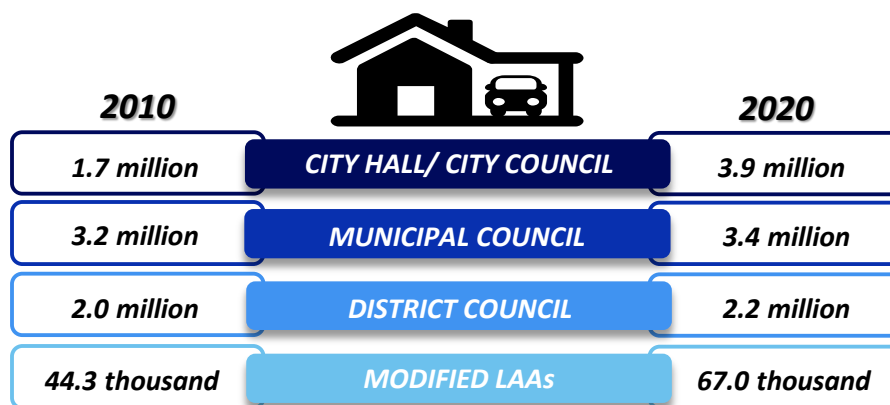 2010 2020
1.7 million CITY HALL/ CITY COUNCIL 3.9 million
3.2 million MUNICIPAL COUNCIL 3.4 million
2.0 million DISTRICT COUNCIL 2.2 million
44.3 thousand MODIFIED LAAs 67.0 thousand